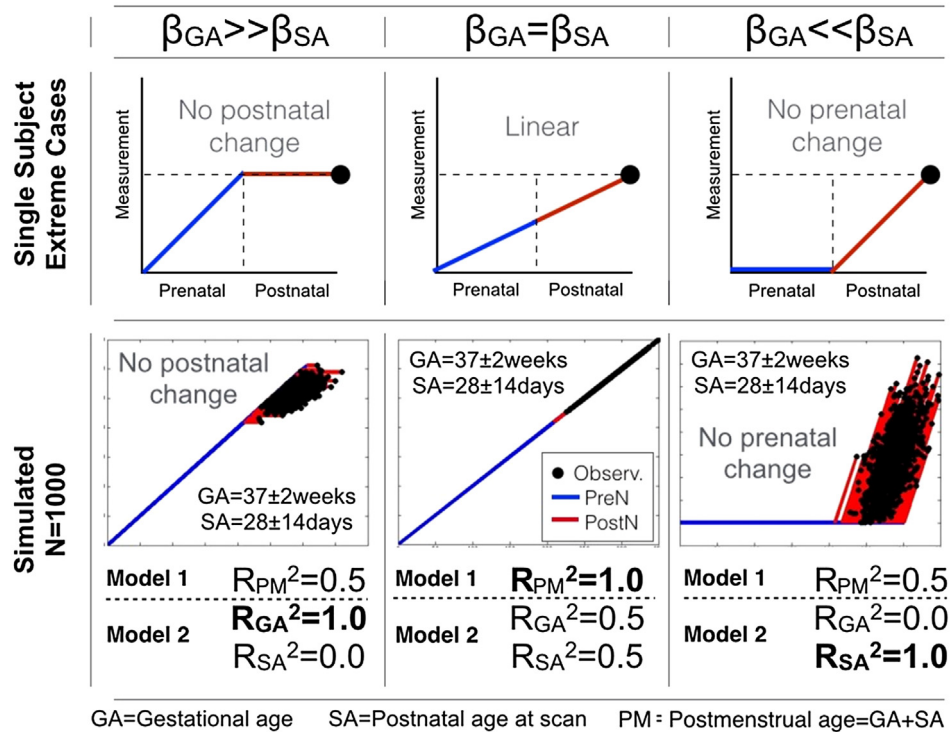 βGA>>βSA
βGA=βSA
βGA<<βSA
Single Subject
Extreme Cases
Measurement
No postnatal
change
Prenatal
Postnatal
Measurement
Linear
Prenatal
Postnatal
Measurement
No prenatal
change
Prenatal
Postnatal
Simulated
N=1000
No postnatal
change
GA=37±2weeks
SA=28±14days
GA=37±2weeks
SA=28±14days
Observ.
PreN
PostN
GA=37±2weeks
SA=28±14days
No prenatal
change
Model 1
RPM²=0.5
Model 2
RGA²=1.0
RSA²=0.0
Model 1
RPM²=1.0
Model 2
RGA²=0.5
RSA²=0.5
Model 1
RPM²=0.5
Model 2
RGA²=0.0
RSA²=1.0
GA=Gestational age SA=Postnatal age at scan PM=Postmenstrual age=GA+SA